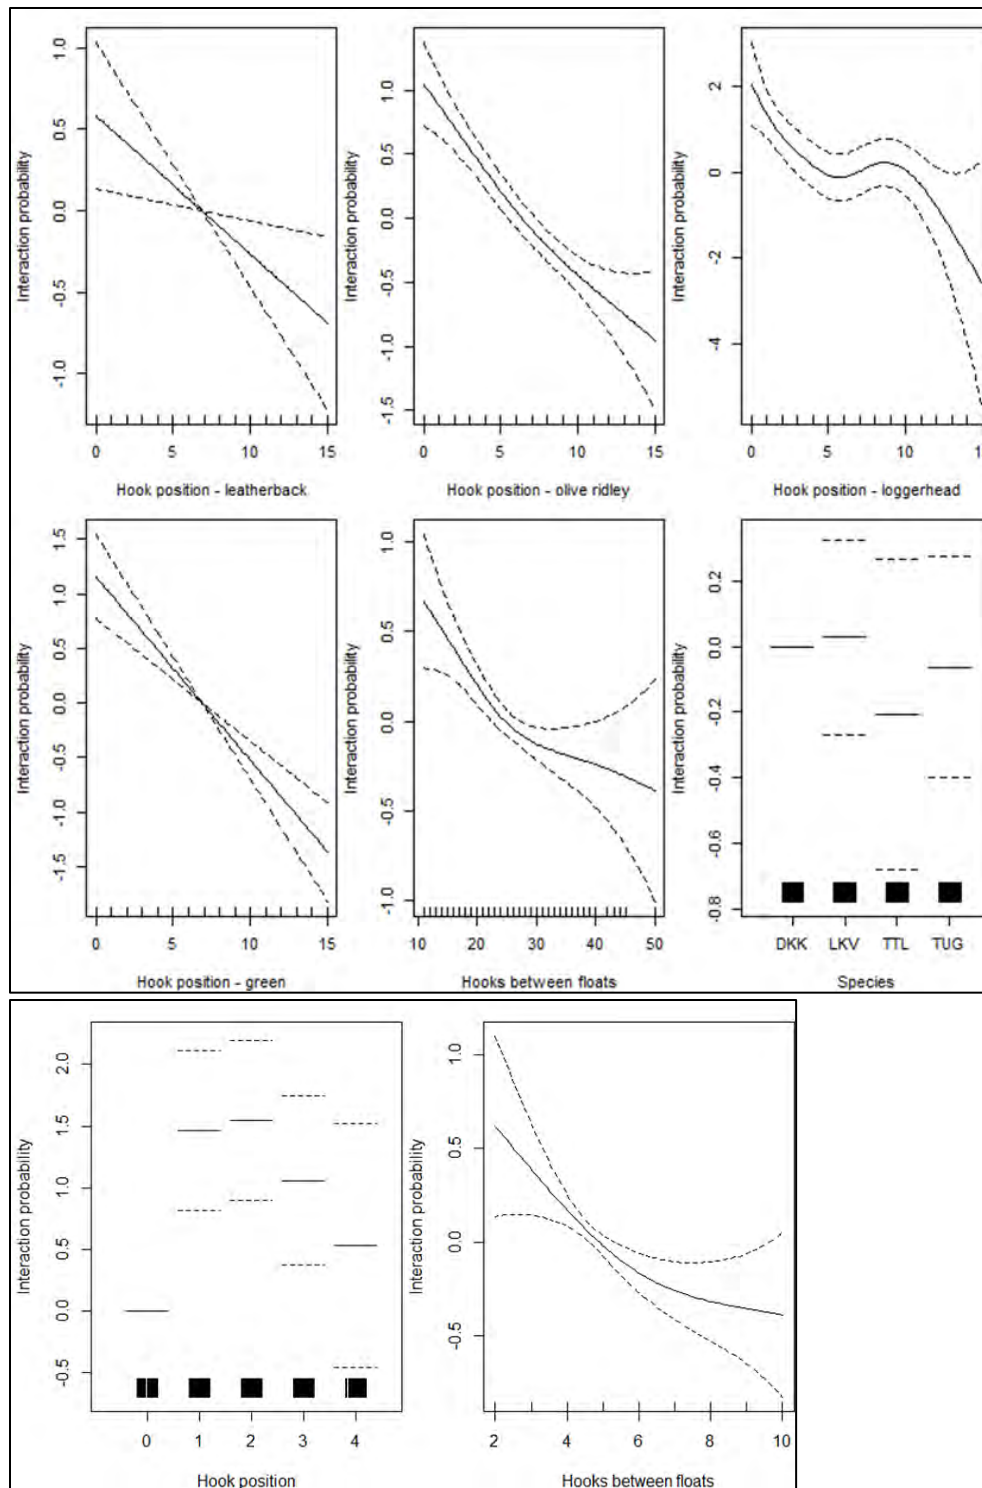 Interaction probability
1.0
0.5
0.0
-0.5
-1.0
0 5 10 15
Hook position - leatherback
Interaction probability
1.0
0.5
0.0
-0.5
-1.0
-1.5
0 5 10 15
Hook position - olive ridley
Interaction probability
2
0
-2
-4
0 5 10
Hook position - loggerhead
Interaction probability
1.5
1.0
0.5
0.0
-0.5
-1.0
-1.5
0 5 10 15
Hook position - green
Interaction probability
1.0
0.5
0.0
-0.5
-1.0
10 20 30 40 50
Hooks between floats
Interaction probability
0.2
0.0
-0.2
-0.4
-0.6
-0.8
DKK LKV TTL TUG
Species
Interaction probability
2.0
1.5
1.0
0.5
0.0
-0.5
0 1 2 3 4
Hook position
Interaction probability
1.0
0.5
0.0
-0.5
2 4 6 8 10
Hooks between floats